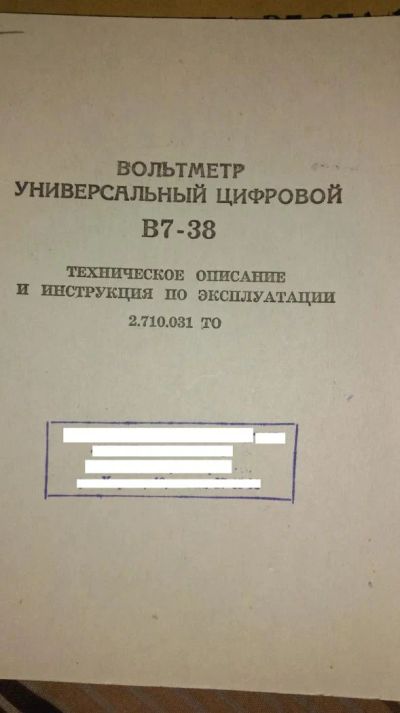 ВОЛЬТМЕТР
УНИВЕРСАЛЬНЫЙ ЦИФРОВОЙ
В7-38
ТЕХНИЧЕСКОЕ ОПИСАНИЕ
И ИНСТРУКЦИЯ ПО ЭКСПЛУАТАЦИИ
2.710.031 ТО